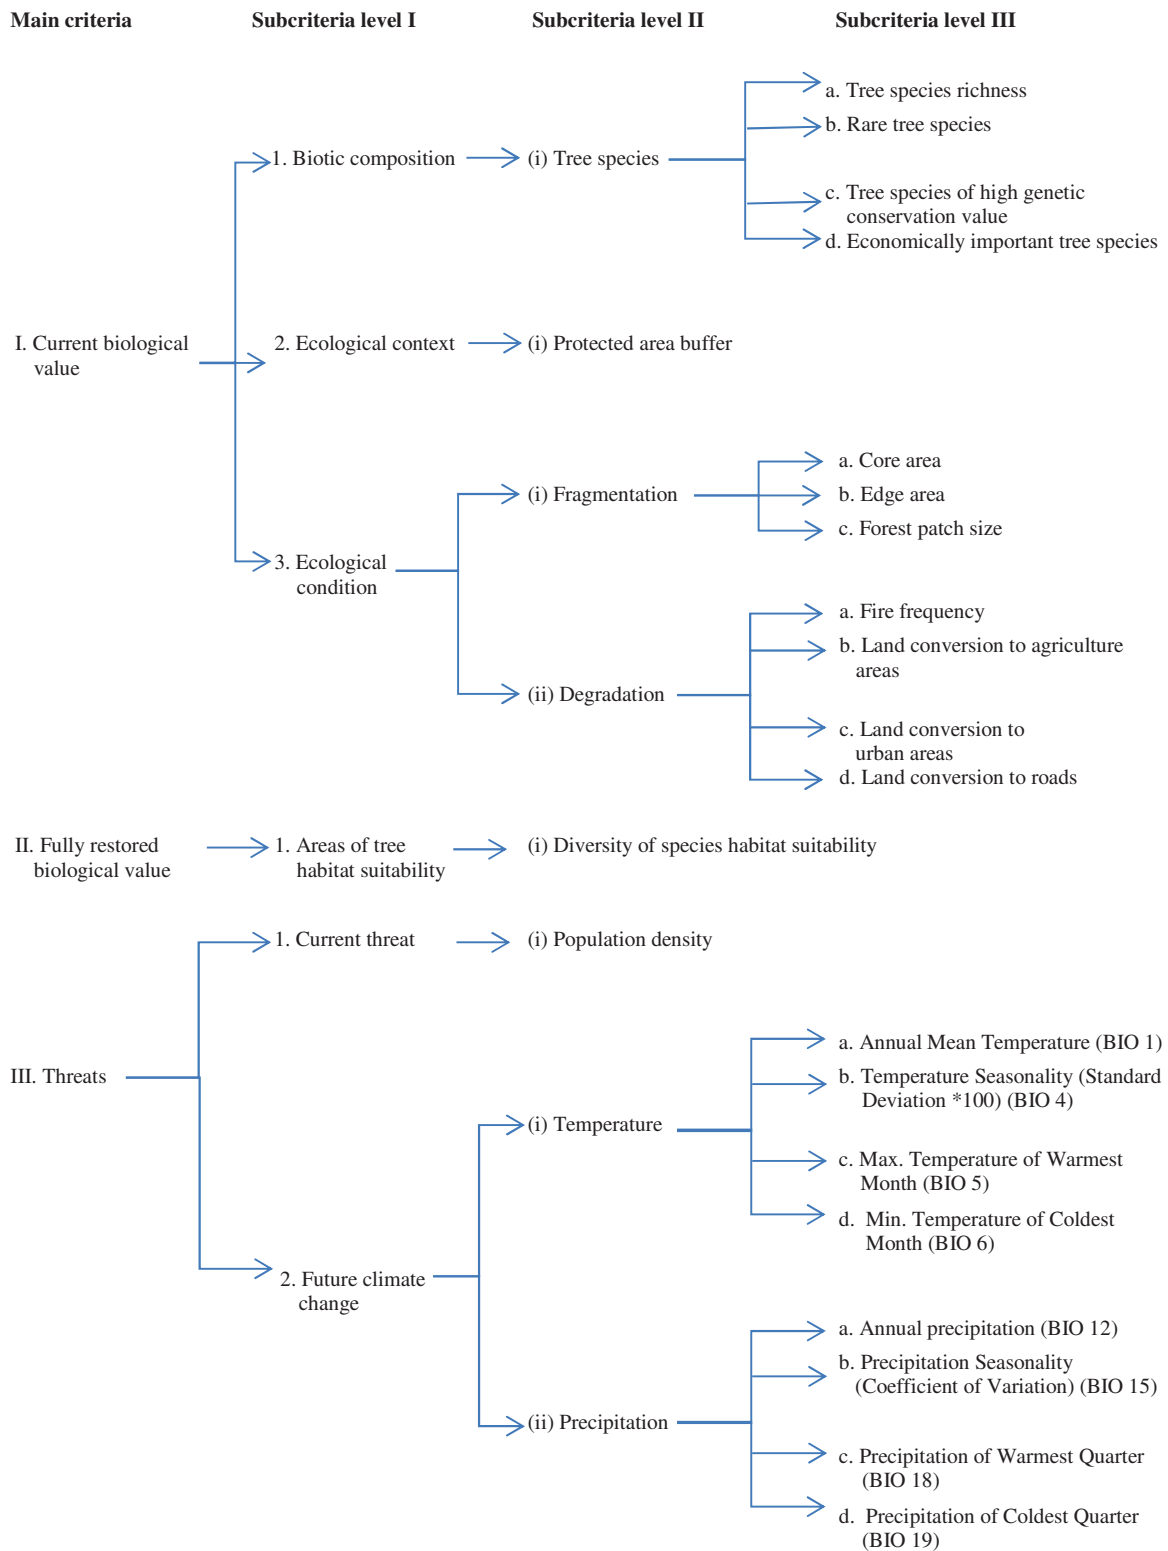 Main criteria
Subcriteria level I
Subcriteria level II
Subcriteria level III
I. Current biological
value
1. Biotic composition
(i) Tree species
a. Tree species richness
b. Rare tree species
c. Tree species of high genetic
conservation value
d. Economically important tree species
2. Ecological context
(i) Protected area buffer
3. Ecological
condition
(i) Fragmentation
a. Core area
b. Edge area
c. Forest patch size
(ii) Degradation
a. Fire frequency
b. Land conversion to agriculture
areas
c. Land conversion to
urban areas
d. Land conversion to roads
II. Fully restored
biological value
1. Areas of tree
habitat suitability
(i) Diversity of species habitat suitability
III. Threats
1. Current threat
(i) Population density
2. Future climate
change
(i) Temperature
a. Annual Mean Temperature (BIO 1)
b. Temperature Seasonality (Standard
Deviation *100) (BIO 4)
c. Max. Temperature of Warmest
Month (BIO 5)
d. Min. Temperature of Coldest
Month (BIO 6)
(ii) Precipitation
a. Annual precipitation (BIO 12)
b. Precipitation Seasonality
(Coefficient of Variation) (BIO 15)
c. Precipitation of Warmest Quarter
(BIO 18)
d. Precipitation of Coldest Quarter
(BIO 19)